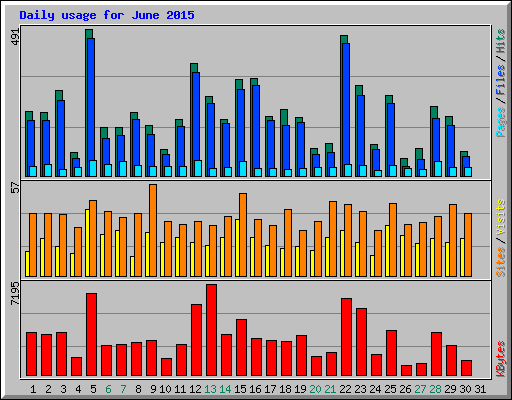 Daily usage for June 2015
491
Pages / Files / Hits
57
Sites / Visits
7195
KBytes
1 2 3 4 5 6 7 8 9 10 11 12 13 14 15 16 17 18 19 20 21 22 23 24 25 26 27 28 29 30 31